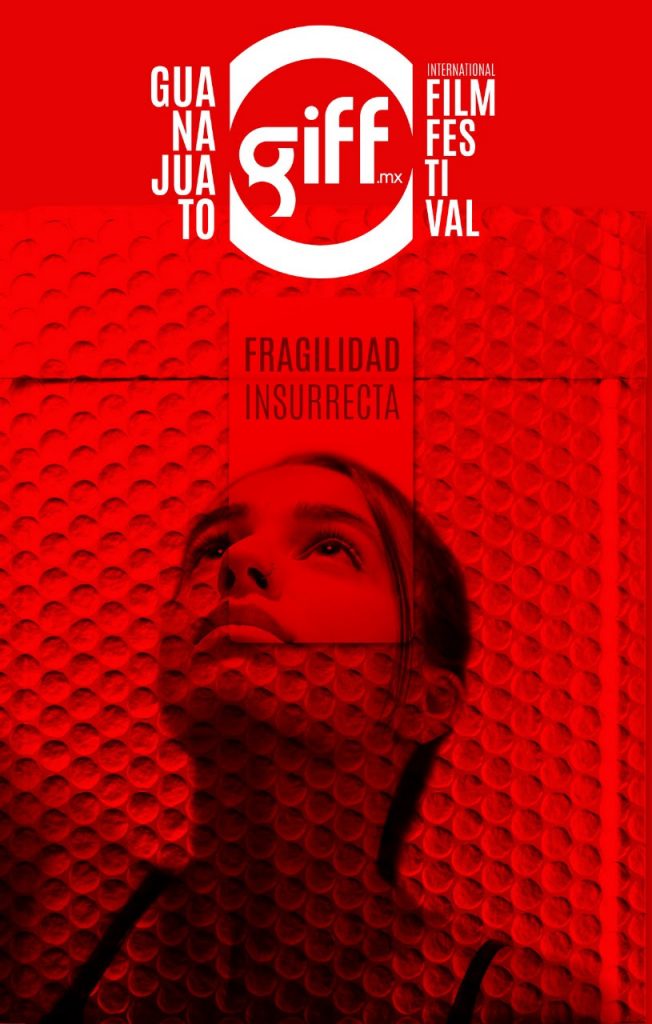 GUA
NA
JUA
TO
giff.mx
INTERNATIONAL
FILM
FES
TI
VAL
FRAGILIDAD
INSURRECTA